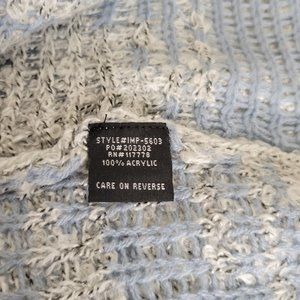 STYLE#IMP-5603
PO#202302
RN#117778
100% ACRYLIC
CARE ON REVERSE